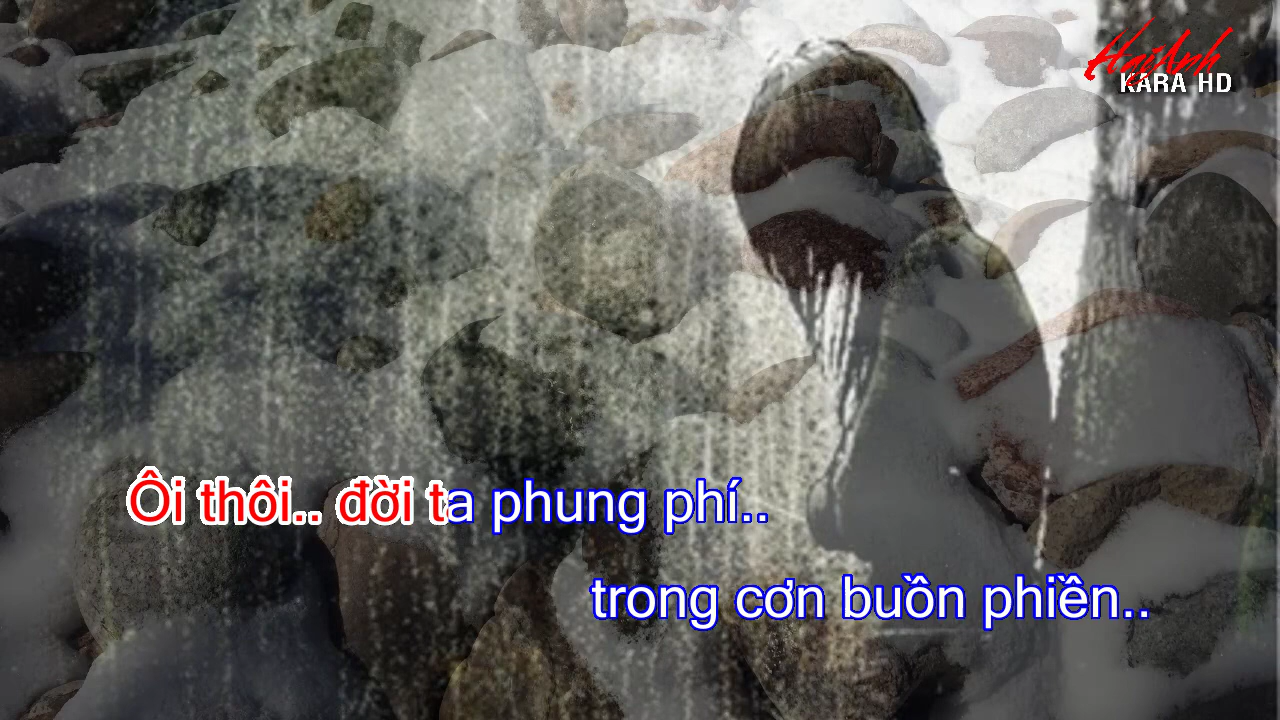 HaiAnh
KARA HD
Ôi thôi.. đời ta phung phí..
trong cơn buồn phiền..